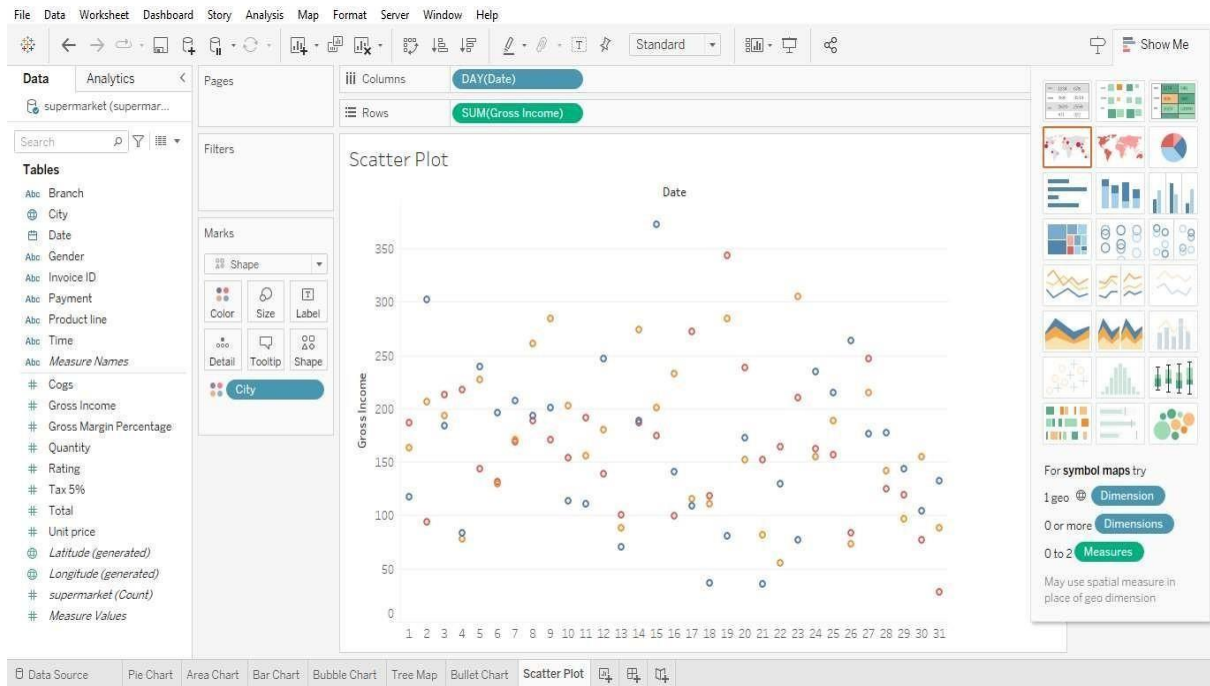 File Data Worksheet Dashboard Story Analysis Map Format Server Window Help
Standard
Show Me
Data Analytics
supermarket (supermar...
Search
Tables
Abc Branch
City
Date
Abc Gender
Abc Invoice ID
Abc Payment
Abc Product line
Abc Time
Abc Measure Names
# Cogs
# Gross Income
# Gross Margin Percentage
# Quantity
# Rating
# Tax 5%
# Total
# Unit price
Latitude (generated)
Longitude (generated)
# supermarket (Count)
# Measure Values
Pages
Filters
Marks
Shape
Color Size Label
Detail Tooltip Shape
City
Columns DAY(Date)
Rows SUM(Gross Income)
Scatter Plot
Date
Gross Income
350
300
250
200
150
100
50
0
1 2 3 4 5 6 7 8 9 10 11 12 13 14 15 16 17 18 19 20 21 22 23 24 25 26 27 28 29 30 31
For symbol maps try
1 geo Dimension
0 or more Dimensions
0 to 2 Measures
May use spatial measure in
place of geo dimension
Data Source Pie Chart Area Chart Bar Chart Bubble Chart Tree Map Bullet Chart Scatter Plot